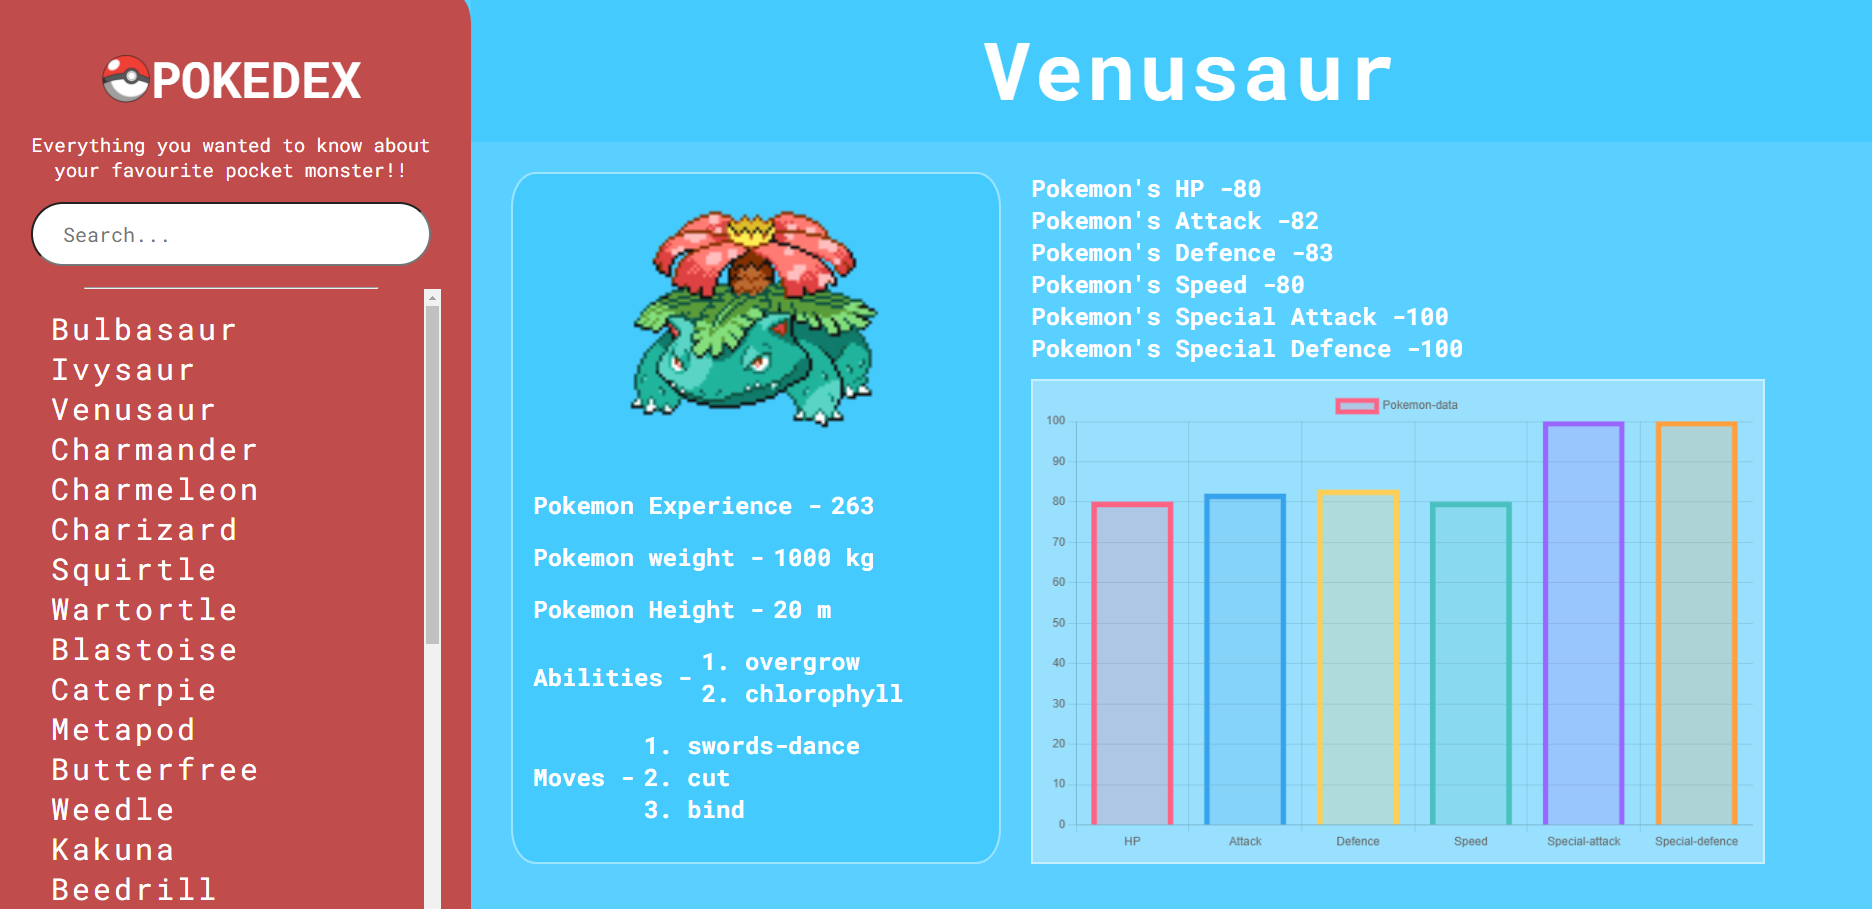 POKEDEX
Everything you wanted to know about
your favourite pocket monster!!
Search...
Bulbasaur
Ivysaur
Venusaur
Charmander
Charmeleon
Charizard
Squirtle
Wartortle
Blastoise
Caterpie
Metapod
Butterfree
Weedle
Kakuna
Beedrill
Venusaur
Pokemon Experience - 263
Pokemon weight - 1000 kg
Pokemon Height - 20 m
Abilities -
1. overgrow
2. chlorophyll
Moves -
1. swords-dance
2. cut
3. bind
Pokemon's HP -80
Pokemon's Attack -82
Pokemon's Defence -83
Pokemon's Speed -80
Pokemon's Special Attack -100
Pokemon's Special Defence -100
Pokemon-data
100
90
80
70
60
50
40
30
20
10
0
HP Attack Defence Speed Special-attack Special-defence